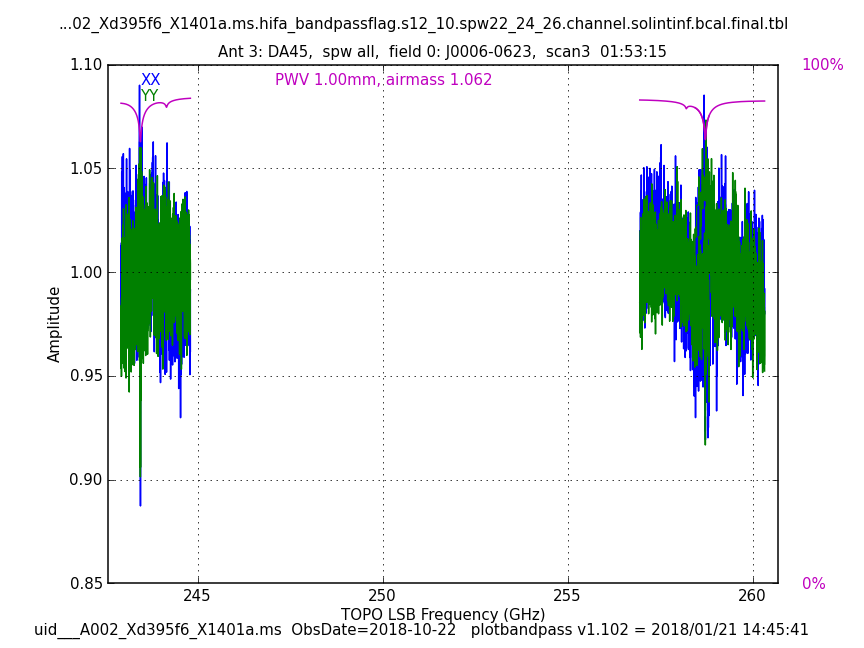 ...02_Xd395f6_X1401a.ms.hifa_bandpassflag.s12_10.spw22_24_26.channel.solintinf.bcal.final.tbl
Ant 3: DA45,  spw all,  field 0: J0006-0623,  scan3  01:53:15
1.10
100%
XX
PWV 1.00mm, airmass 1.062
YY
1.05
1.00
Amplitude
0.95
0.90
0.85
0%
245
250
255
260
TOPO LSB Frequency (GHz)
uid___A002_Xd395f6_X1401a.ms  ObsDate=2018-10-22   plotbandpass v1.102 = 2018/01/21 14:45:41